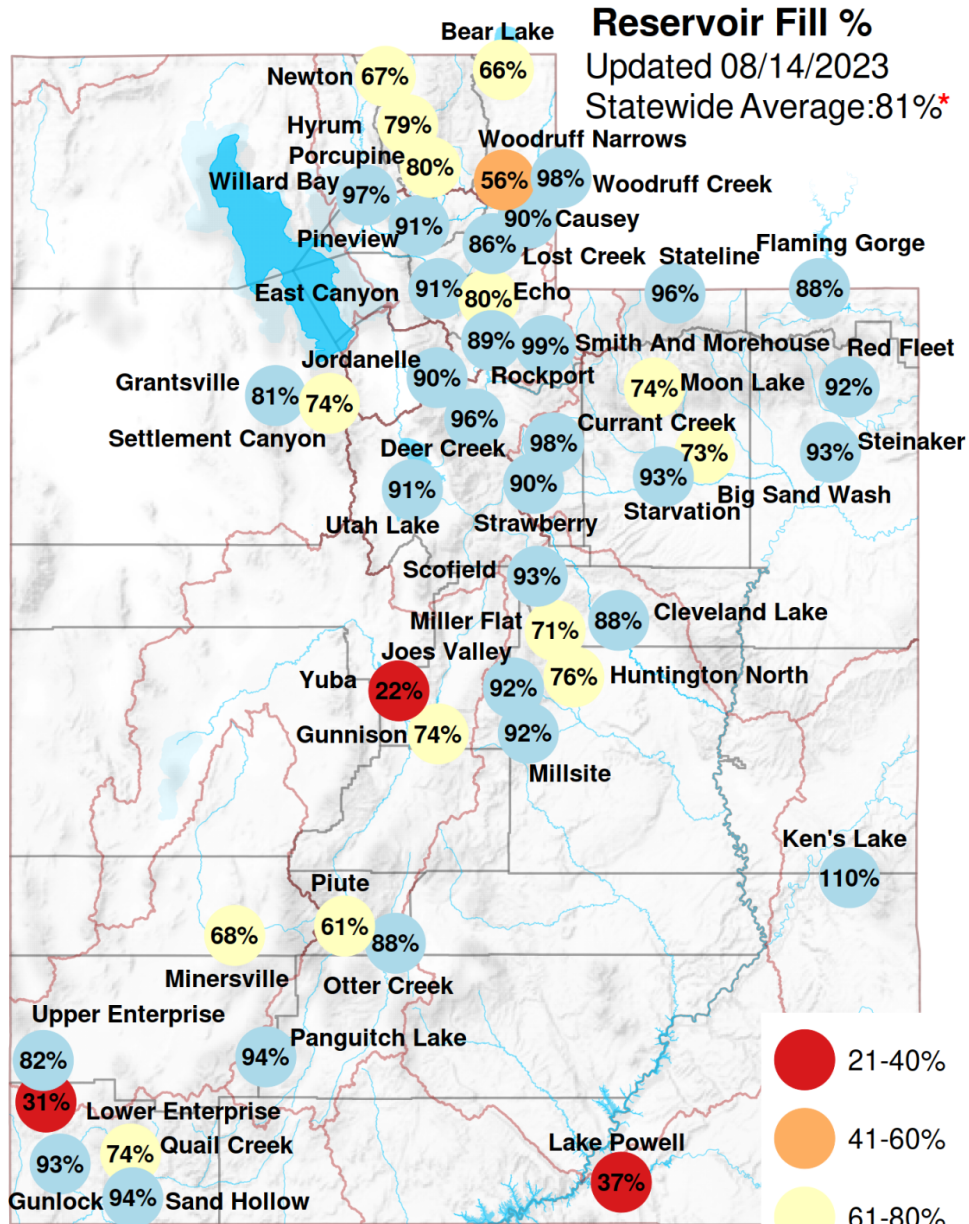 Reservoir Fill %
Updated 08/14/2023
Statewide Average:81%*
Bear Lake
66%
Newton
67%
Hyrum
79%
Porcupine
80%
Woodruff Narrows
56%
98%
Woodruff Creek
Willard Bay
97%
90%
Causey
Pineview
91%
86%
Lost Creek
Stateline
96%
Flaming Gorge
88%
East Canyon
91%
80%
Echo
89%
Rockport
99%
Smith And Morehouse
Red Fleet
92%
Jordanelle
90%
74%
Moon Lake
Grantsville
81%
74%
Settlement Canyon
96%
Deer Creek
Currant Creek
98%
73%
Big Sand Wash
93%
Steinaker
91%
Utah Lake
90%
Strawberry
93%
Starvation
Scofield
93%
Miller Flat
71%
88%
Cleveland Lake
Joes Valley
92%
76%
Huntington North
Yuba
22%
Gunnison
74%
92%
Millsite
Ken's Lake
110%
Piute
61%
68%
Minersville
88%
Otter Creek
Upper Enterprise
82%
94%
Panguitch Lake
31%
Lower Enterprise
74%
Quail Creek
93%
Gunlock
94%
Sand Hollow
Lake Powell
37%
21-40%
41-60%
61-80%